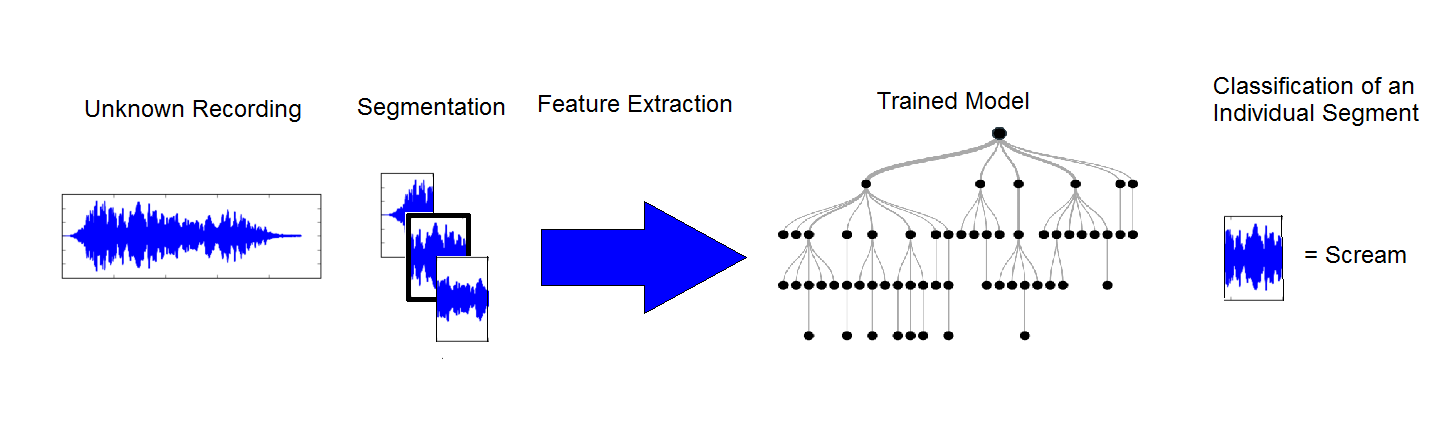 Unknown Recording
Segmentation
Feature Extraction
Trained Model
Classification of an
Individual Segment
= Scream